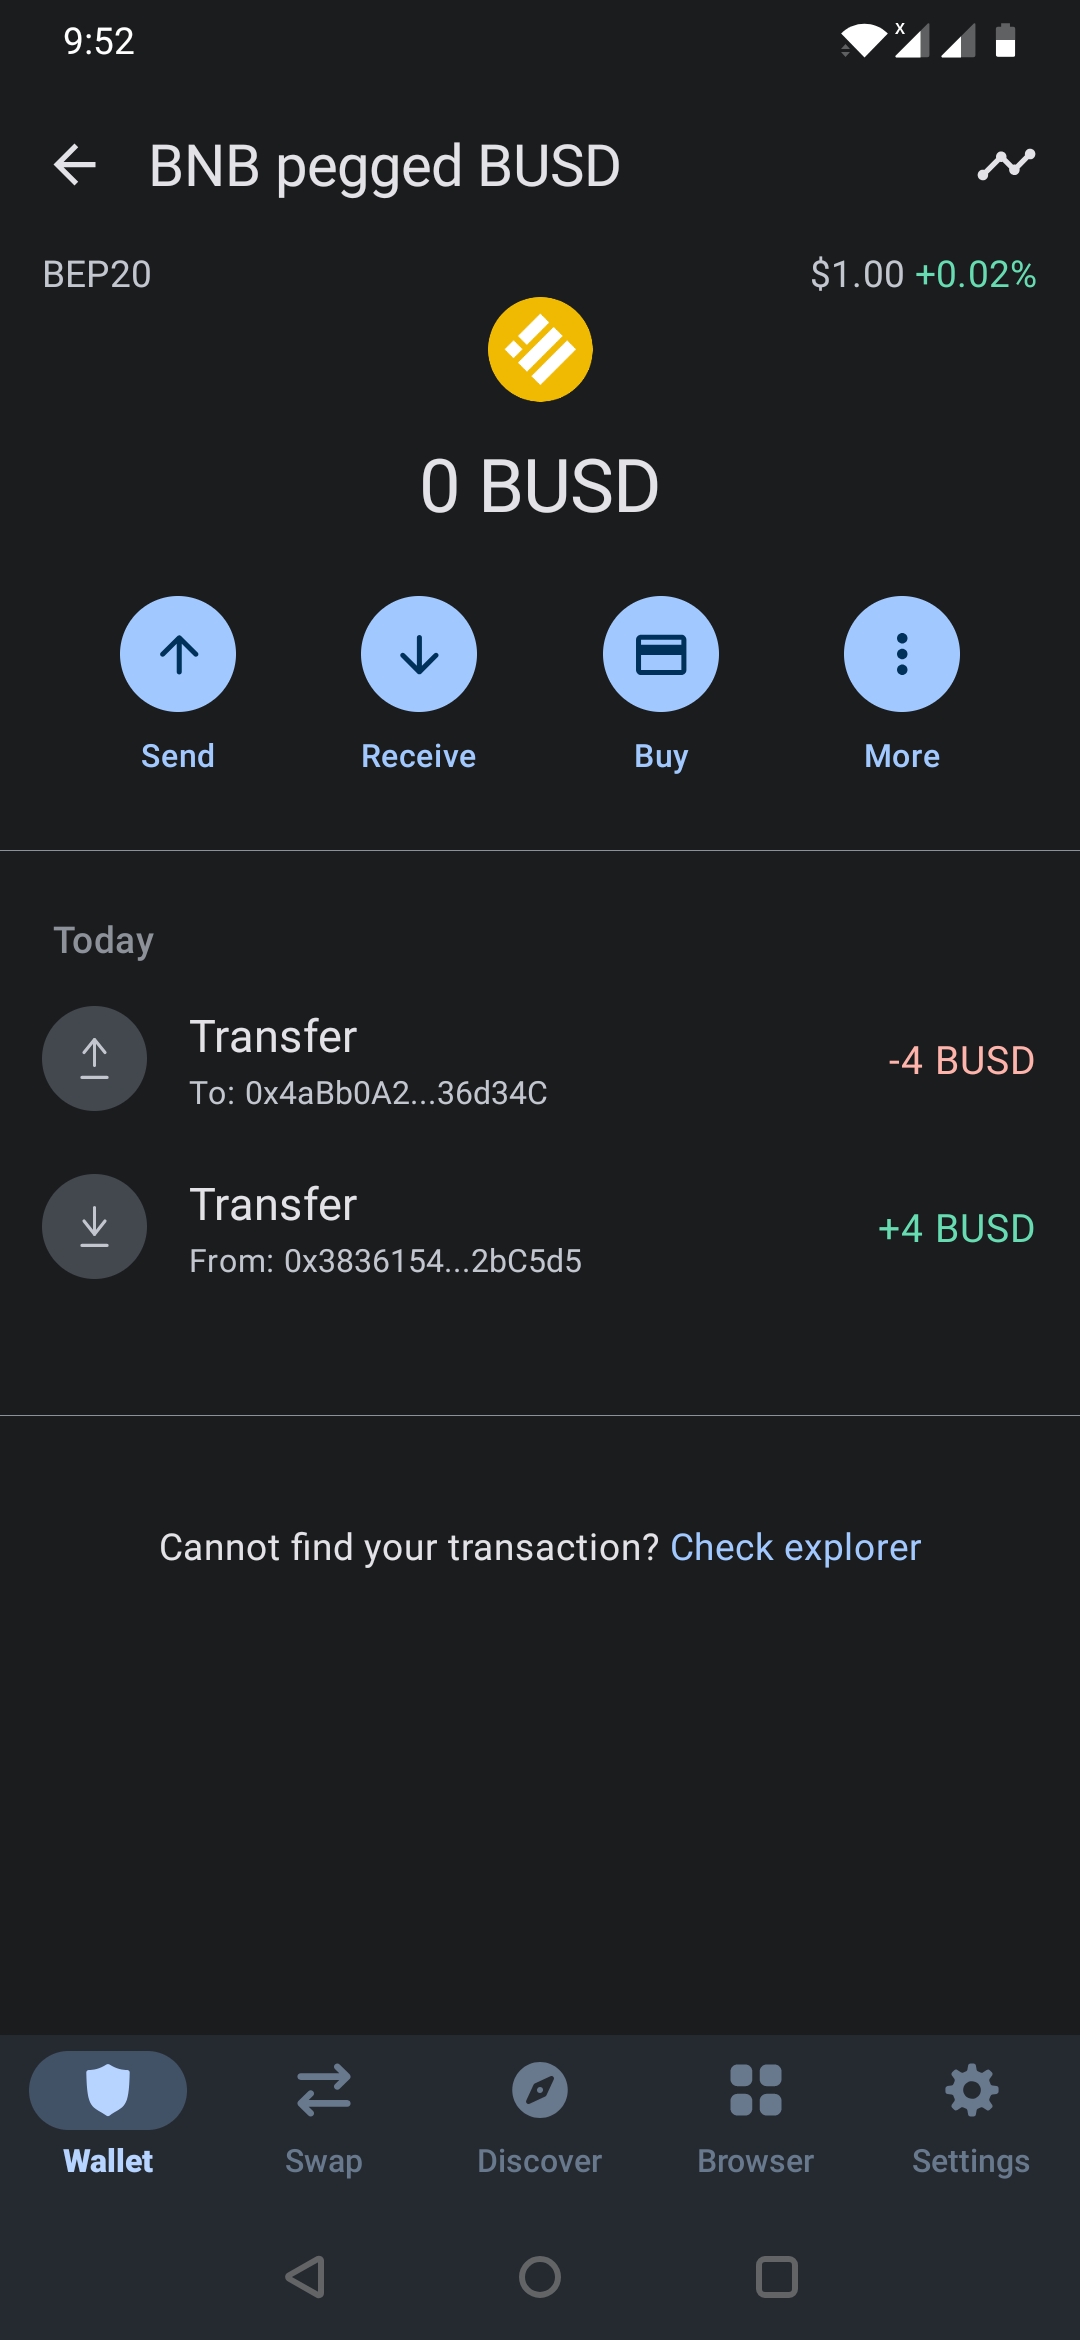 9:52
BNB pegged BUSD
BEP20
$1.00 +0.02%
0 BUSD
Send
Receive
Buy
More
Today
Transfer
-4 BUSD
To: 0x4aBb0A2...36d34C
Transfer
+4 BUSD
From: 0x3836154...2bC5d5
Cannot find your transaction? Check explorer
Wallet
Swap
Discover
Browser
Settings